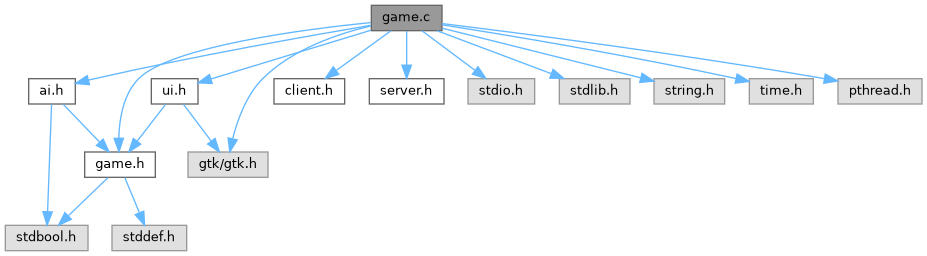 game.c
ai.h
ui.h
client.h
server.h
stdio.h
stdlib.h
string.h
time.h
pthread.h
game.h
gtk/gtk.h
stdbool.h
stddef.h